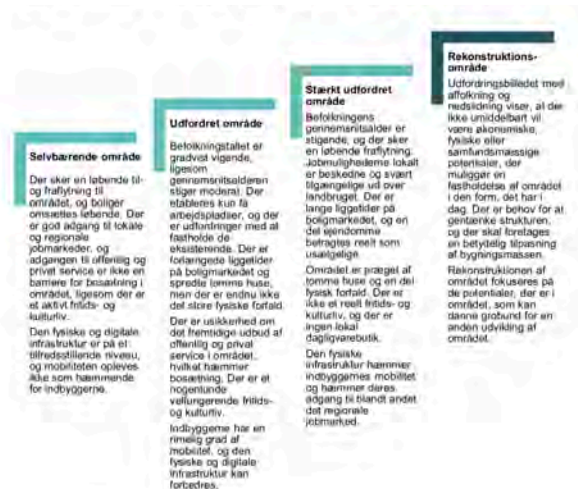 Selvbærende område
Der sker en løbende til-
og fraflytning til
området, og boliger
omsættes løbende. Der
er god adgang til lokale
og regionale
jobmarkeder, og
adgangen til offentlig og
privat service er ikke en
barriere for bosætning i
området, ligesom der er
et aktivt fritids- og
kulturliv.
Den fysiske og digitale
infrastruktur er på et
tilfredsstillende niveau,
og mobiliteten opleves
ikke som hæmmende
for indbyggerne.
Udfordret område
Befolkningstallet er
gradvist vigende,
ligesom
gennemsnitsalderen
stiger moderat. Der
etableres kun få
arbejdspladser, og der
er udfordringer med at
fastholde de
eksisterende. Der er
forlængede liggetider
på boligmarkedet og
spredte tomme huse,
men der er endnu ikke
det store fysiske forfald.
Der er usikkerhed om
det fremtidige udbud af
offentlig og privat
service i området,
hvilket hæmmer
bosætning. Der er et
nogenlunde
velfungerende fritids-
og kulturliv.
Indbyggerne har en
rimelig grad af
mobilitet, og den
fysiske og digitale
infrastruktur kan
forbedres.
Stærkt udfordret
område
Befolkningens
gennemsnitsalder er
stigende, og der sker
en løbende fraflytning.
Jobmulighederne lokalt
er beskedne og svært
tilgængelige ud over
landbruget. Der er
lange liggetider på
boligmarkedet, og en
del ejendomme
betragtes reelt som
usælgelige.
Området er præget af
tomme huse og en del
fysisk forfald. Der er
ikke et reelt fritids- og
kulturliv, og der er
ingen lokal
dagligvarebutik.
Den fysiske
infrastruktur hæmmer
indbyggernes mobilitet
og hæmmer deres
adgang til blandt andet
det regionale
jobmarked.
Rekonstruktions-
område
Udfordringsbilledet med
affolkning og
nedslidning viser, at der
ikke umiddelbart vil
være økonomiske,
fysiske eller
samfundsmæssige
potentialer, der
muliggør en
fastholdelse af området
i den form, det har i
dag. Der er behov for at
gentænke strukturen,
og der skal foretages
en betydelig tilpasning
af bygningsmassen.
Rekonstruktionen af
området fokuseres på
de potentialer, der er i
området, som kan
danne grobund for en
anden udvikling af
området.